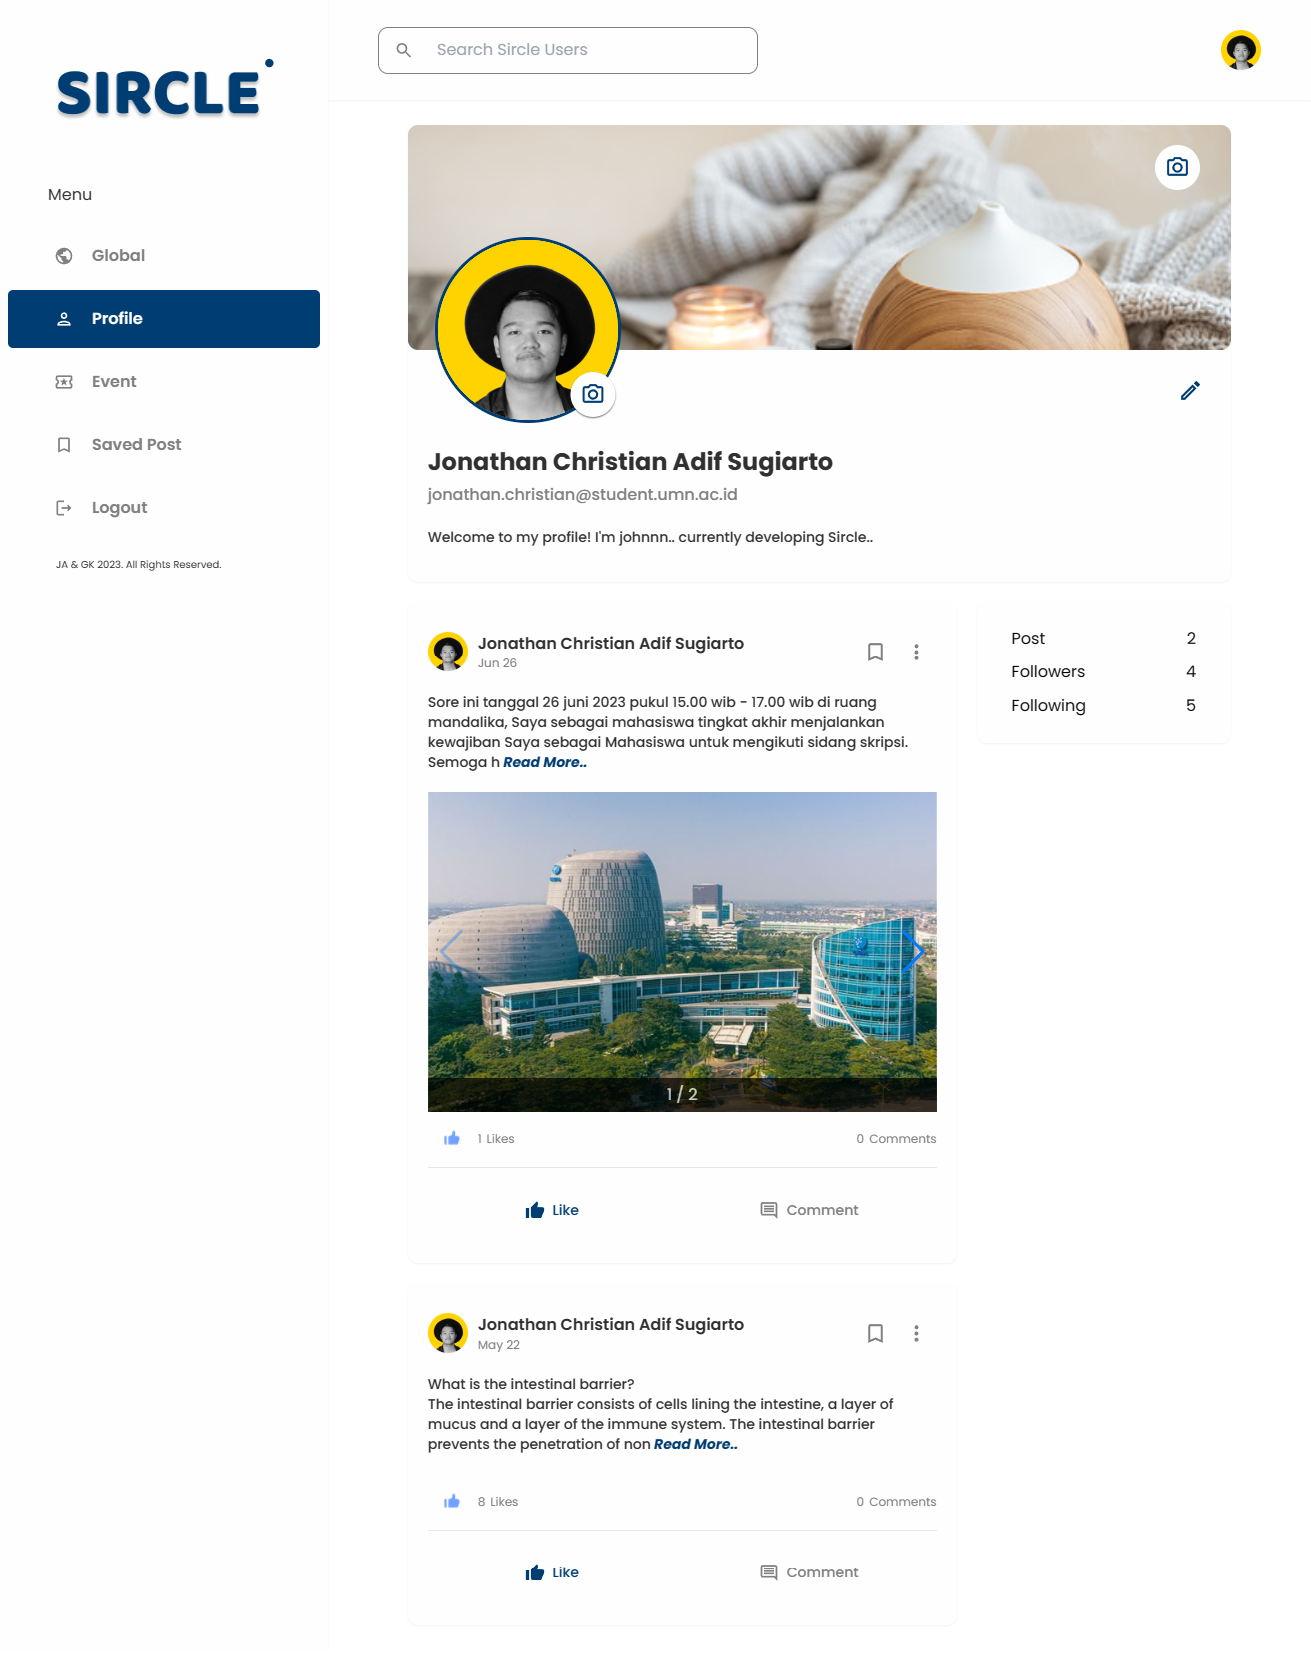 SIRCLE
Search Sircle Users
Menu
Global
Profile
Event
Saved Post
Logout
JA & GK 2023. All Rights Reserved.
Jonathan Christian Adif Sugiarto
jonathan.christian@student.umn.ac.id
Welcome to my profile! I'm johnnn.. currently developing Sircle..
Jonathan Christian Adif Sugiarto
Jun 26
Sore ini tanggal 26 juni 2023 pukul 15.00 wib - 17.00 wib di ruang
mandalika, Saya sebagai mahasiswa tingkat akhir menjalankan
kewajiban Saya sebagai Mahasiswa untuk mengikuti sidang skripsi.
Semoga h Read More..
1 / 2
1 Likes
0 Comments
Like
Comment
Post 2
Followers 4
Following 5
Jonathan Christian Adif Sugiarto
May 22
What is the intestinal barrier?
The intestinal barrier consists of cells lining the intestine, a layer of
mucus and a layer of the immune system. The intestinal barrier
prevents the penetration of non Read More..
8 Likes
0 Comments
Like
Comment